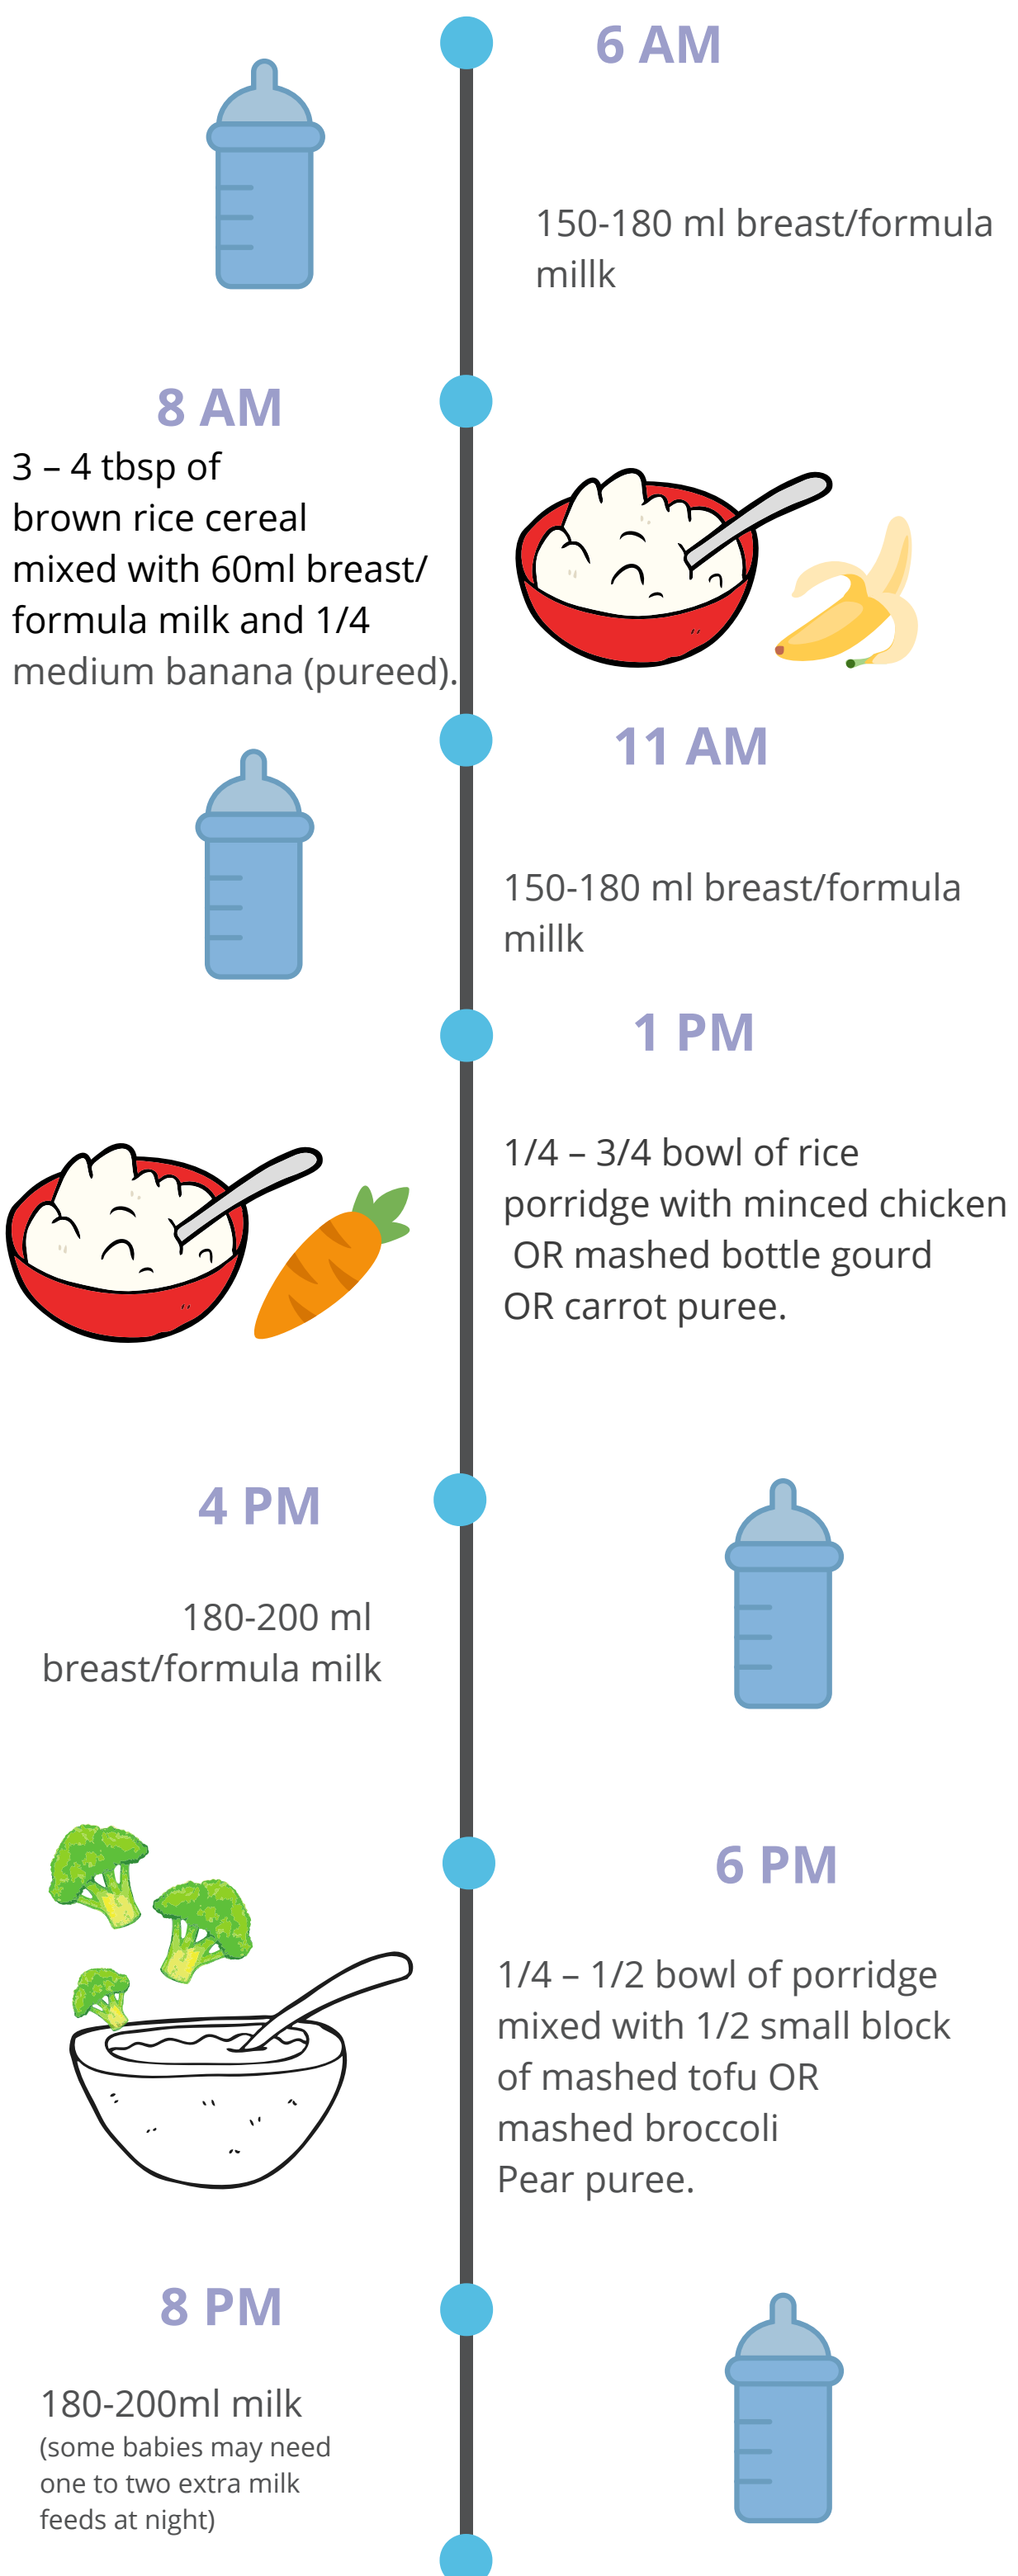 6 AM
150-180 ml breast/formula
millk
8 AM
3 – 4 tbsp of
brown rice cereal
mixed with 60ml breast/
formula milk and 1/4
medium banana (pureed).
11 AM
150-180 ml breast/formula
millk
1 PM
1/4 – 3/4 bowl of rice
porridge with minced chicken
OR mashed bottle gourd
OR carrot puree.
4 PM
180-200 ml
breast/formula milk
6 PM
1/4 – 1/2 bowl of porridge
mixed with 1/2 small block
of mashed tofu OR
mashed broccoli
Pear puree.
8 PM
180-200ml milk
(some babies may need
one to two extra milk
feeds at night)